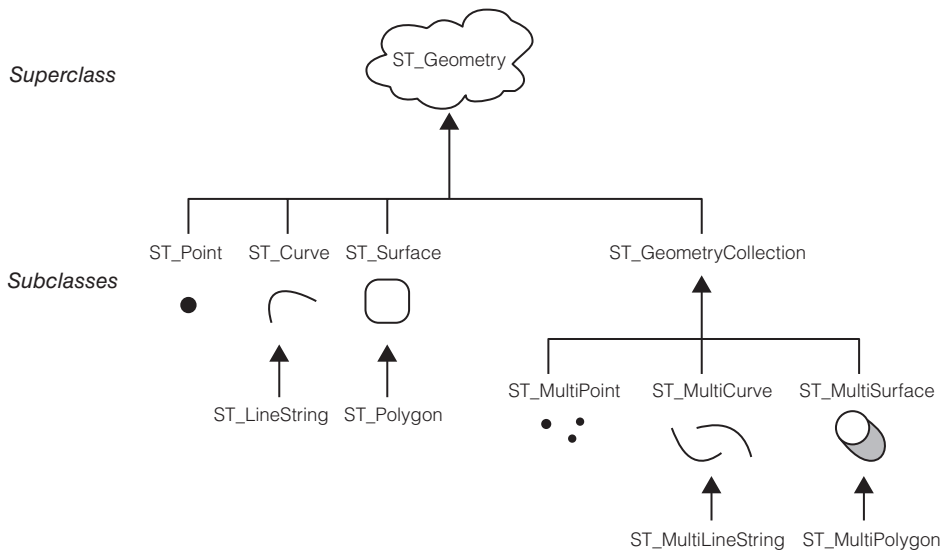 ST_Geometry
Superclass
ST_Point ST_Curve ST_Surface ST_GeometryCollection
Subclasses
ST_MultiPoint ST_MultiCurve ST_MultiSurface
ST_LineString ST_Polygon
ST_MultiLineString ST_MultiPolygon